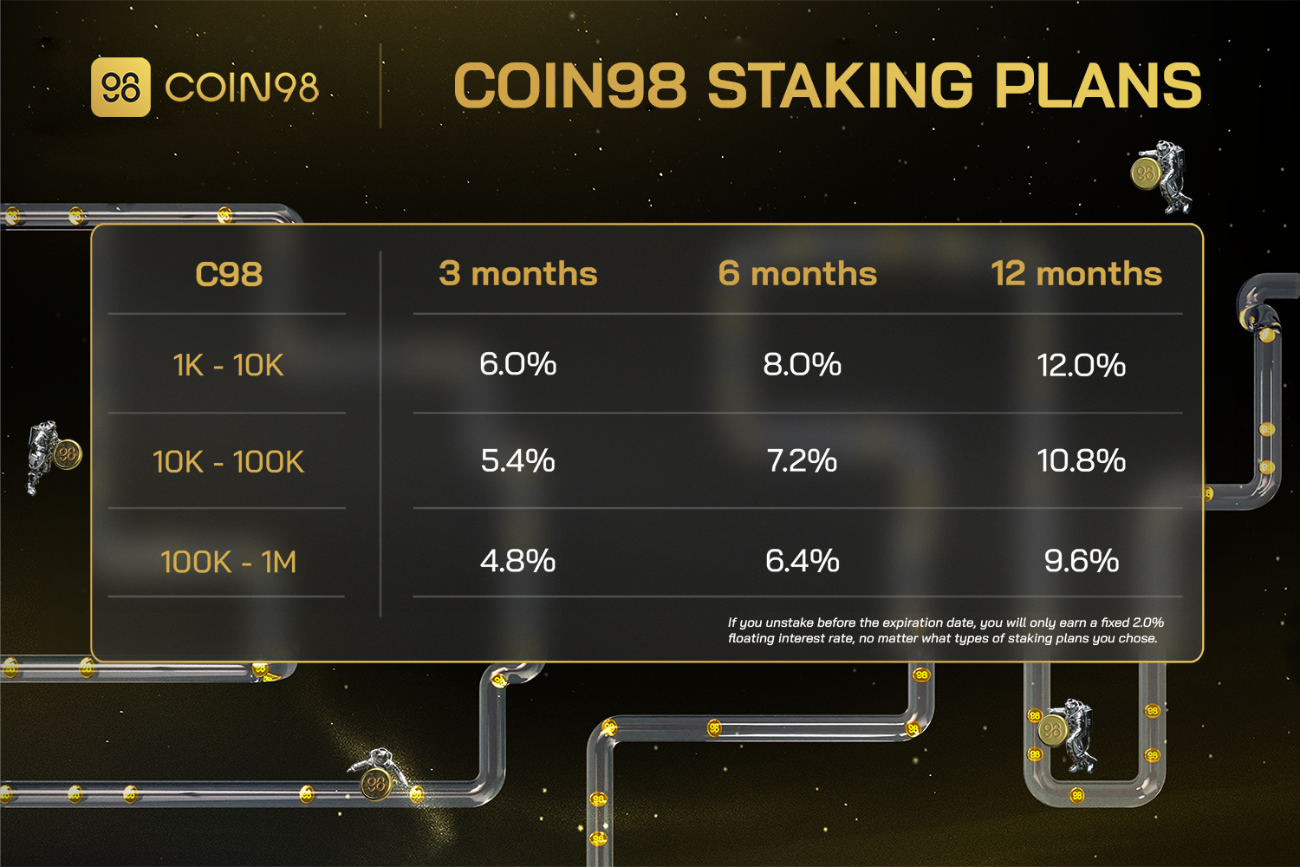 98 COIN98
COIN98 STAKING PLANS
C98 3 months 6 months 12 months
1K - 10K 6.0% 8.0% 12.0%
10K - 100K 5.4% 7.2% 10.8%
100K - 1M 4.8% 6.4% 9.6%
If you unstake before the expiration date, you will only earn a fixed 2.0%
floating interest rate, no matter what types of staking plans you chose.